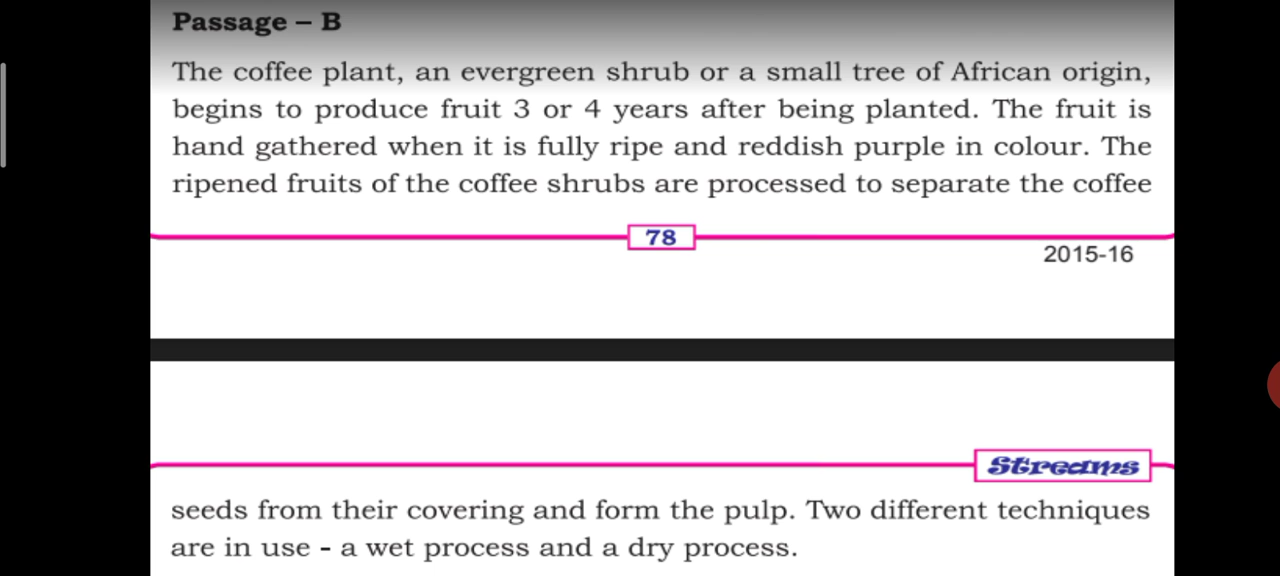 Passage – B
The coffee plant, an evergreen shrub or a small tree of African origin,
begins to produce fruit 3 or 4 years after being planted. The fruit is
hand gathered when it is fully ripe and reddish purple in colour. The
ripened fruits of the coffee shrubs are processed to separate the coffee
78
2015-16
Streams
seeds from their covering and form the pulp. Two different techniques
are in use - a wet process and a dry process.